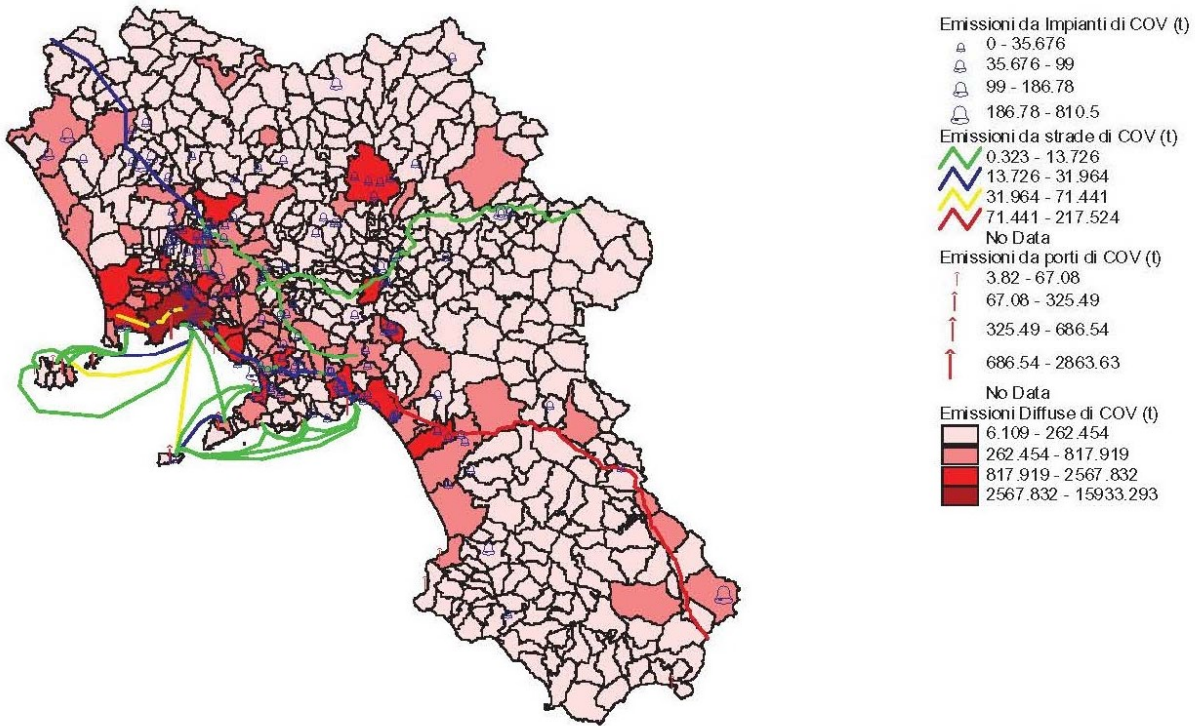 Emissioni da Impianti di COV (t)
0 - 35.676
35.676 - 99
99 - 186.78
186.78 - 810.5
Emissioni da strade di COV (t)
0.323 - 13.726
13.726 - 31.964
31.964 - 71.441
71.441 - 217.524
No Data
Emissioni da porti di COV (t)
3.82 - 67.08
67.08 - 325.49
325.49 - 686.54
686.54 - 2863.63
No Data
Emissioni Diffuse di COV (t)
6.109 - 262.454
262.454 - 817.919
817.919 - 2567.832
2567.832 - 15933.293